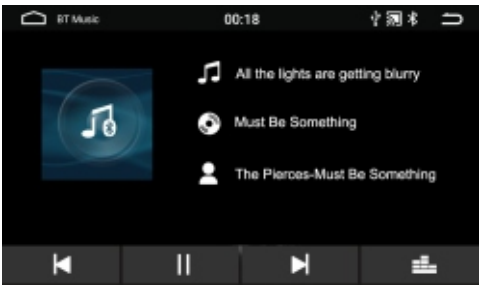 BT Music
00:18
All the lights are getting blurry
Must Be Something
The Pierces-Must Be Something